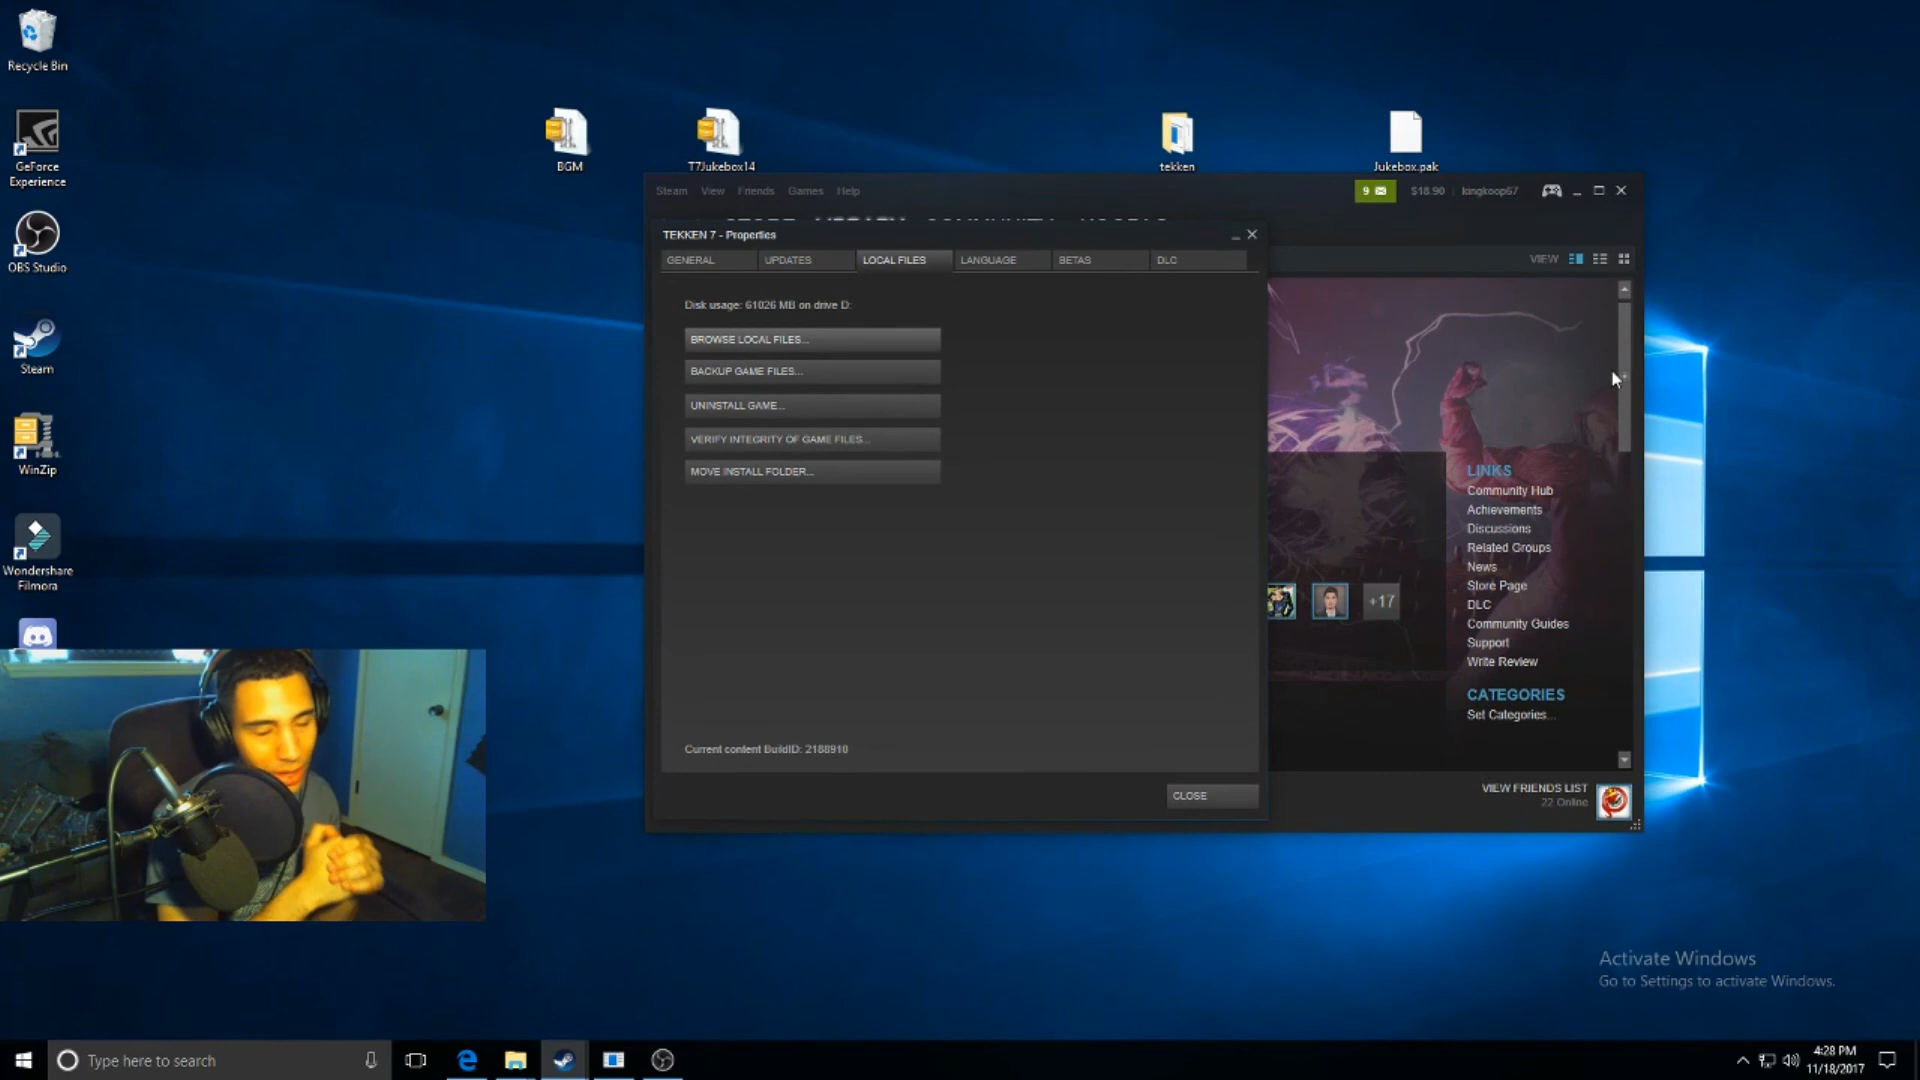 Recycle Bin
GeForce
Experience
OBS Studio
Steam
WinZip
Wondershare
Filmora
BGM
T7Jukebox14
tekken
Jukebox.pak
Steam View Friends Games Help
9 $18.90 kingkoop67
TEKKEN 7 - Properties
GENERAL UPDATES LOCAL FILES LANGUAGE BETAS DLC
VIEW
Disk usage: 61026 MB on drive D:
BROWSE LOCAL FILES...
BACKUP GAME FILES...
UNINSTALL GAME...
VERIFY INTEGRITY OF GAME FILES...
MOVE INSTALL FOLDER...
Current content BuildID: 2188910
CLOSE
+17
LINKS
Community Hub
Achievements
Discussions
Related Groups
News
Store Page
DLC
Community Guides
Support
Write Review
CATEGORIES
Set Categories...
VIEW FRIENDS LIST
22 Online
Activate Windows
Go to Settings to activate Windows.
Type here to search
4:28 PM
11/18/2017